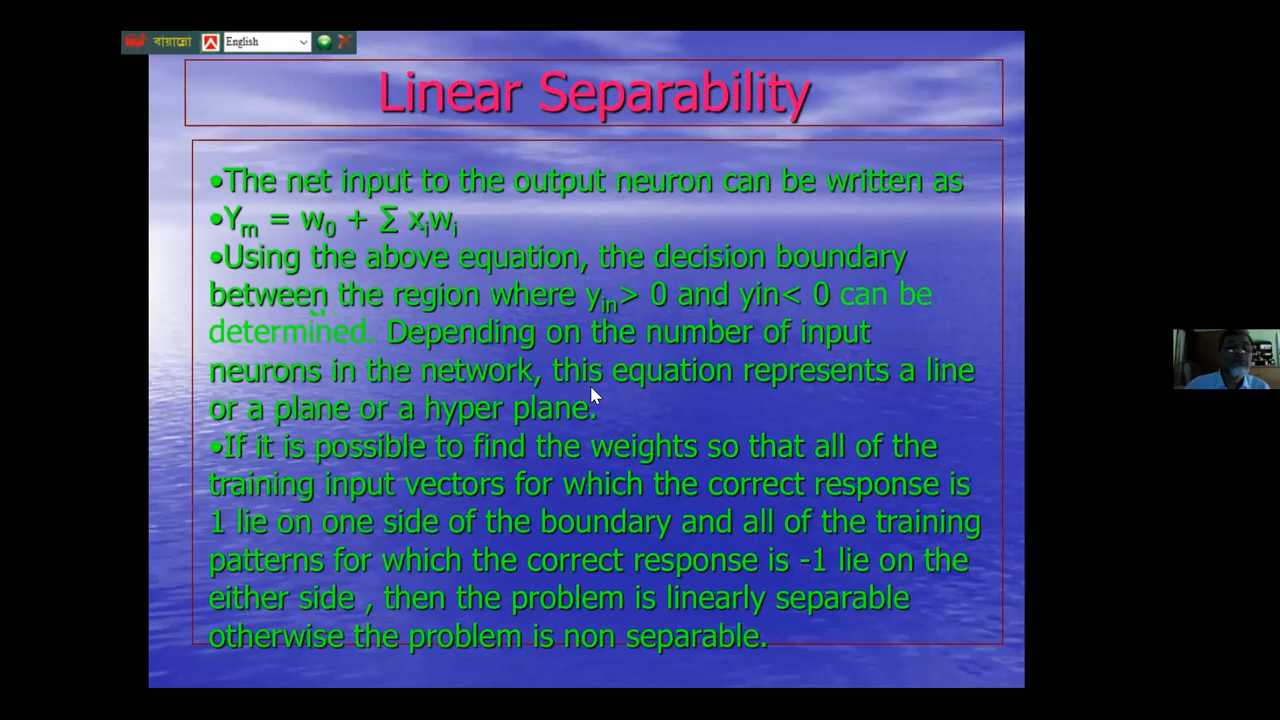 বায়ান্নো English
Linear Separability
•The net input to the output neuron can be written as
•Ym = w0 + ∑ xiwi
•Using the above equation, the decision boundary
between the region where yin> 0 and yin< 0 can be
determined. Depending on the number of input
neurons in the network, this equation represents a line
or a plane or a hyper plane.
•If it is possible to find the weights so that all of the
training input vectors for which the correct response is
1 lie on one side of the boundary and all of the training
patterns for which the correct response is -1 lie on the
either side , then the problem is linearly separable
otherwise the problem is non separable.